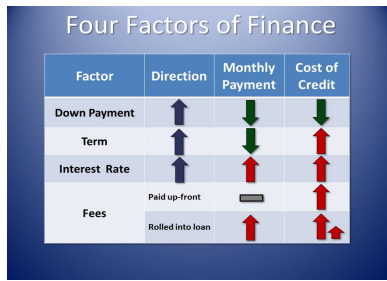 Four Factors of Finance
Factor Direction Monthly Payment Cost of Credit
Down Payment
Term
Interest Rate
Fees
Paid up-front
Rolled into loan